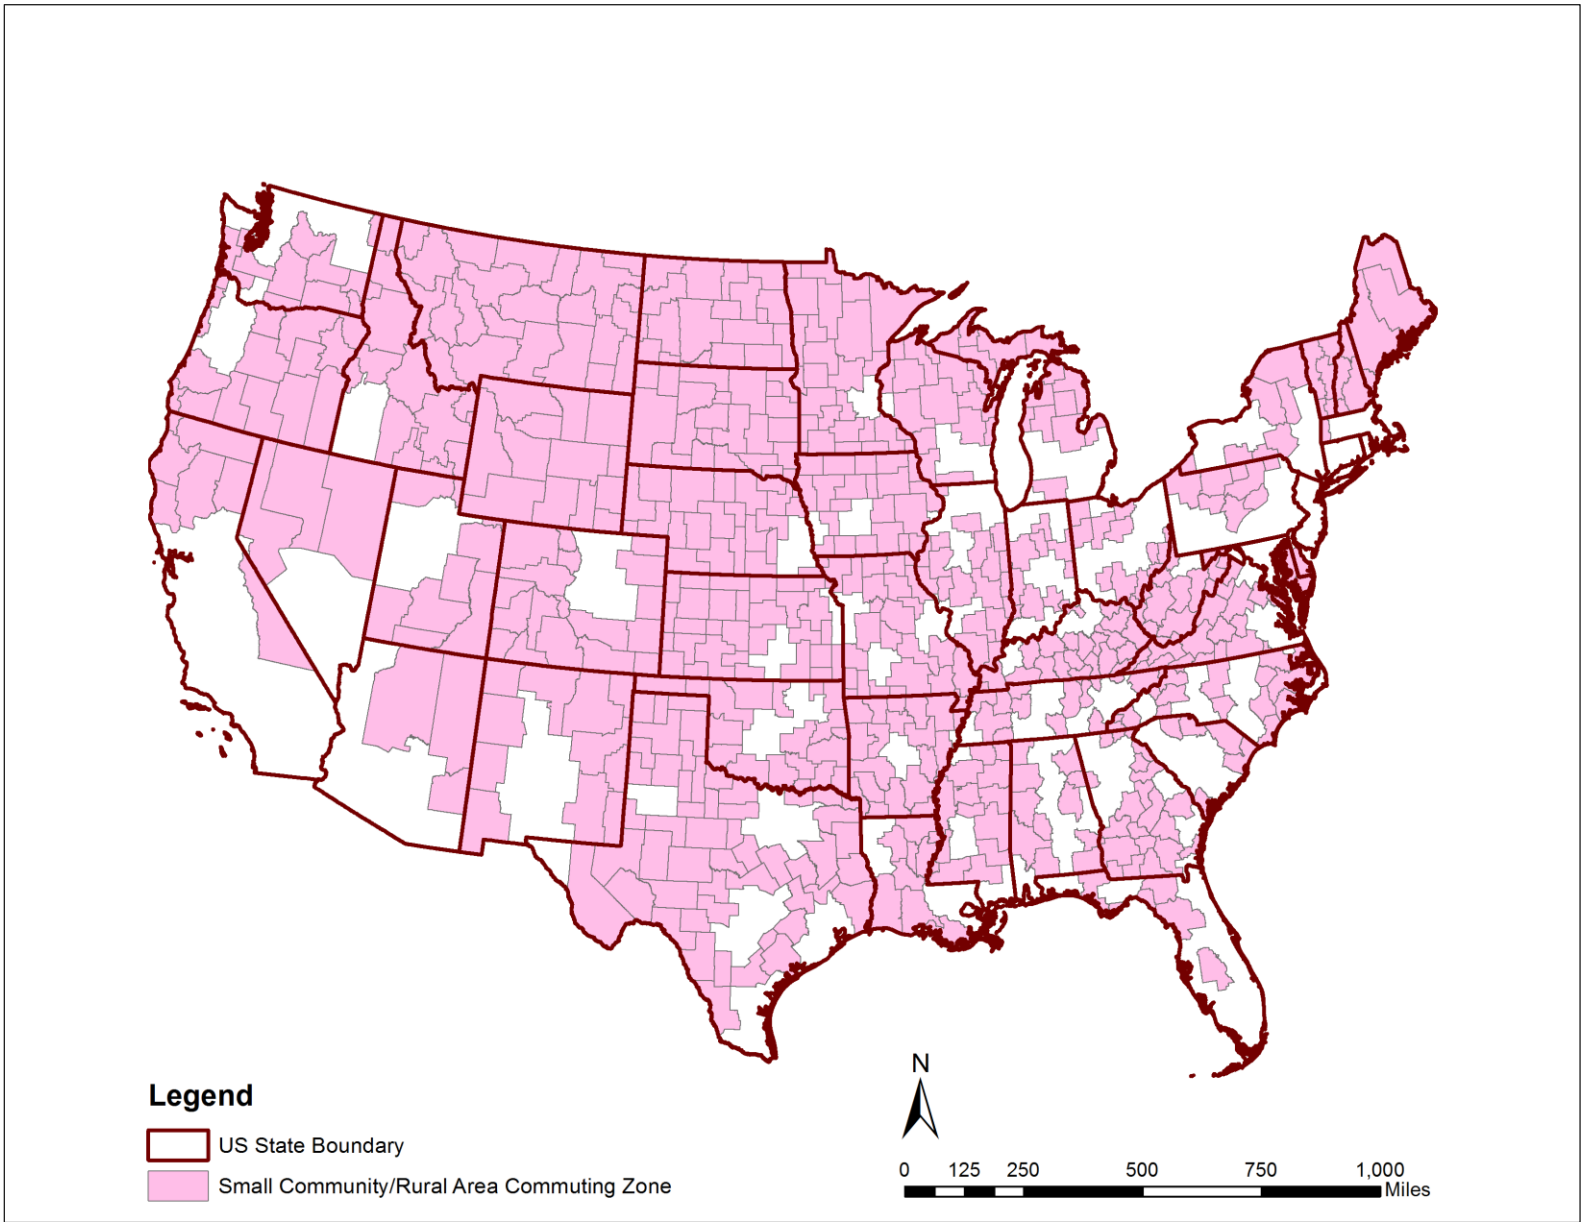 N
Legend
US State Boundary
Small Community/Rural Area Commuting Zone
0 125 250 500 750 1,000
Miles